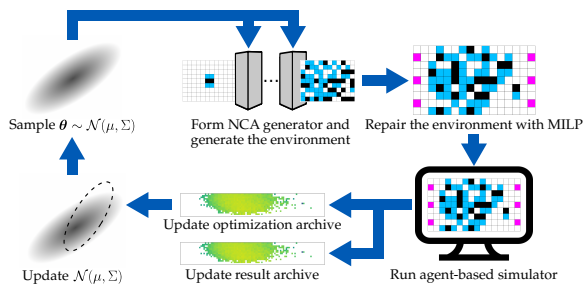 Sample θ ∼ 𝒩(μ, Σ)
Form NCA generator and
generate the environment
Repair the environment with MILP
Update optimization archive
Update 𝒩(μ, Σ)
Update result archive
Run agent-based simulator